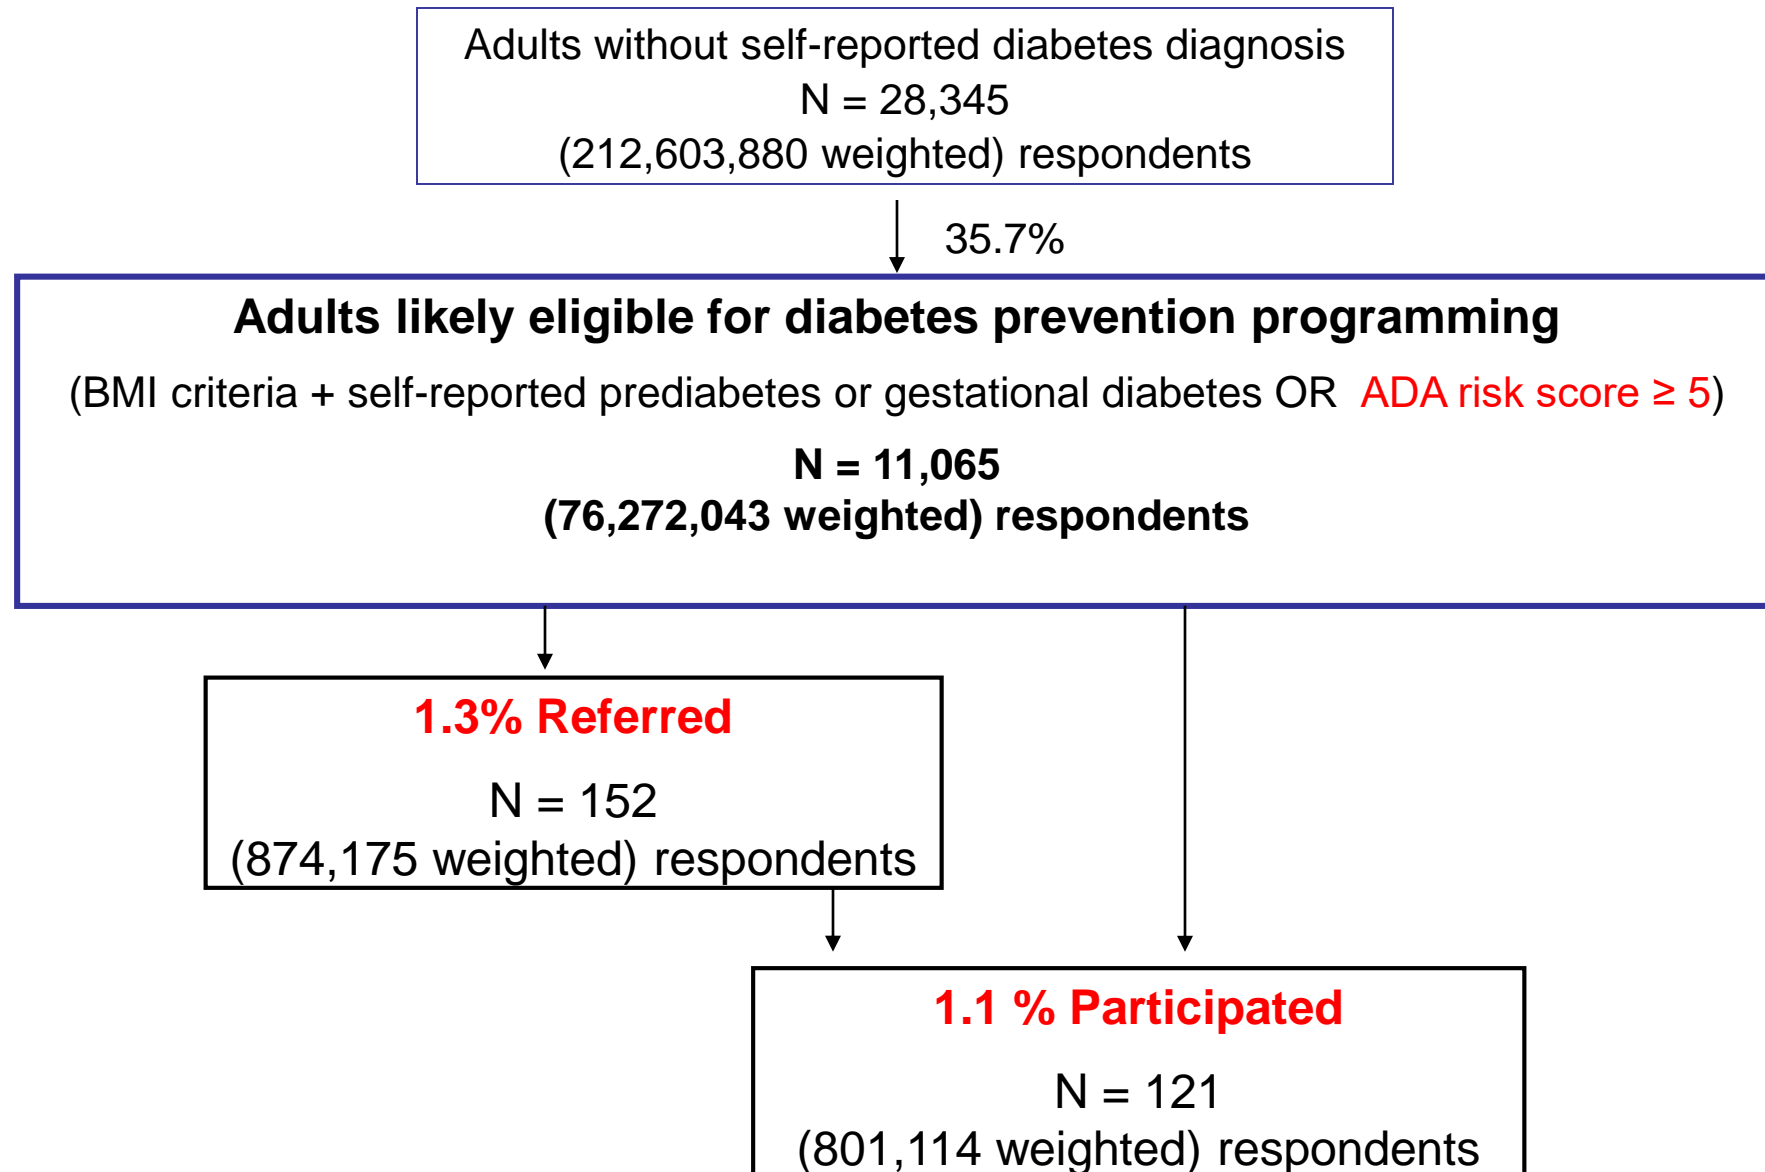 Adults without self-reported diabetes diagnosis
N = 28,345
(212,603,880 weighted) respondents
35.7%
Adults likely eligible for diabetes prevention programming
(BMI criteria + self-reported prediabetes or gestational diabetes OR ADA risk score ≥ 5)
N = 11,065
(76,272,043 weighted) respondents
1.3% Referred
N = 152
(874,175 weighted) respondents
1.1 % Participated
N = 121
(801,114 weighted) respondents